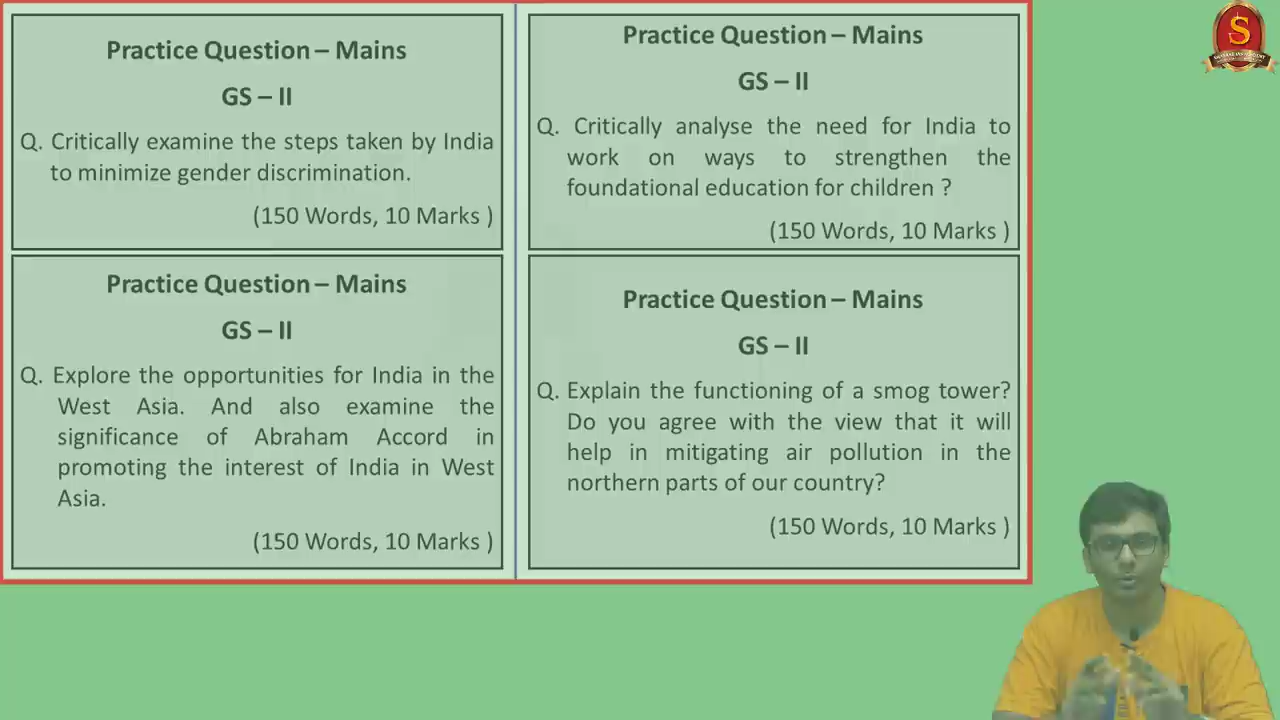 Practice Question – Mains
GS – II
Q. Critically examine the steps taken by India
to minimize gender discrimination.
(150 Words, 10 Marks )
Practice Question – Mains
GS – II
Q. Critically analyse the need for India to
work on ways to strengthen the
foundational education for children ?
(150 Words, 10 Marks )
Practice Question – Mains
GS – II
Q. Explore the opportunities for India in the
West Asia. And also examine the
significance of Abraham Accord in
promoting the interest of India in West
Asia.
(150 Words, 10 Marks )
Practice Question – Mains
GS – II
Q. Explain the functioning of a smog tower?
Do you agree with the view that it will
help in mitigating air pollution in the
northern parts of our country?
(150 Words, 10 Marks )
S